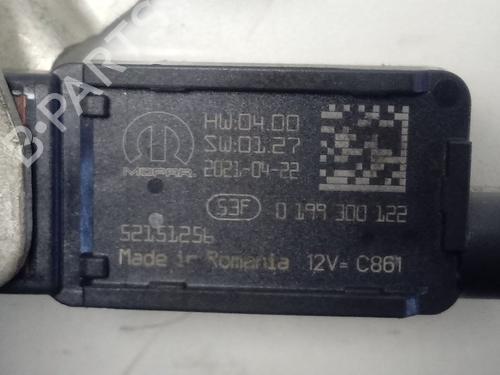 B-PARTS
HW:04.00
SW:01.27
MOPAR.
2021-04-22
S3F 0 199 300 122
52151256
Made in Romania 12V= C861